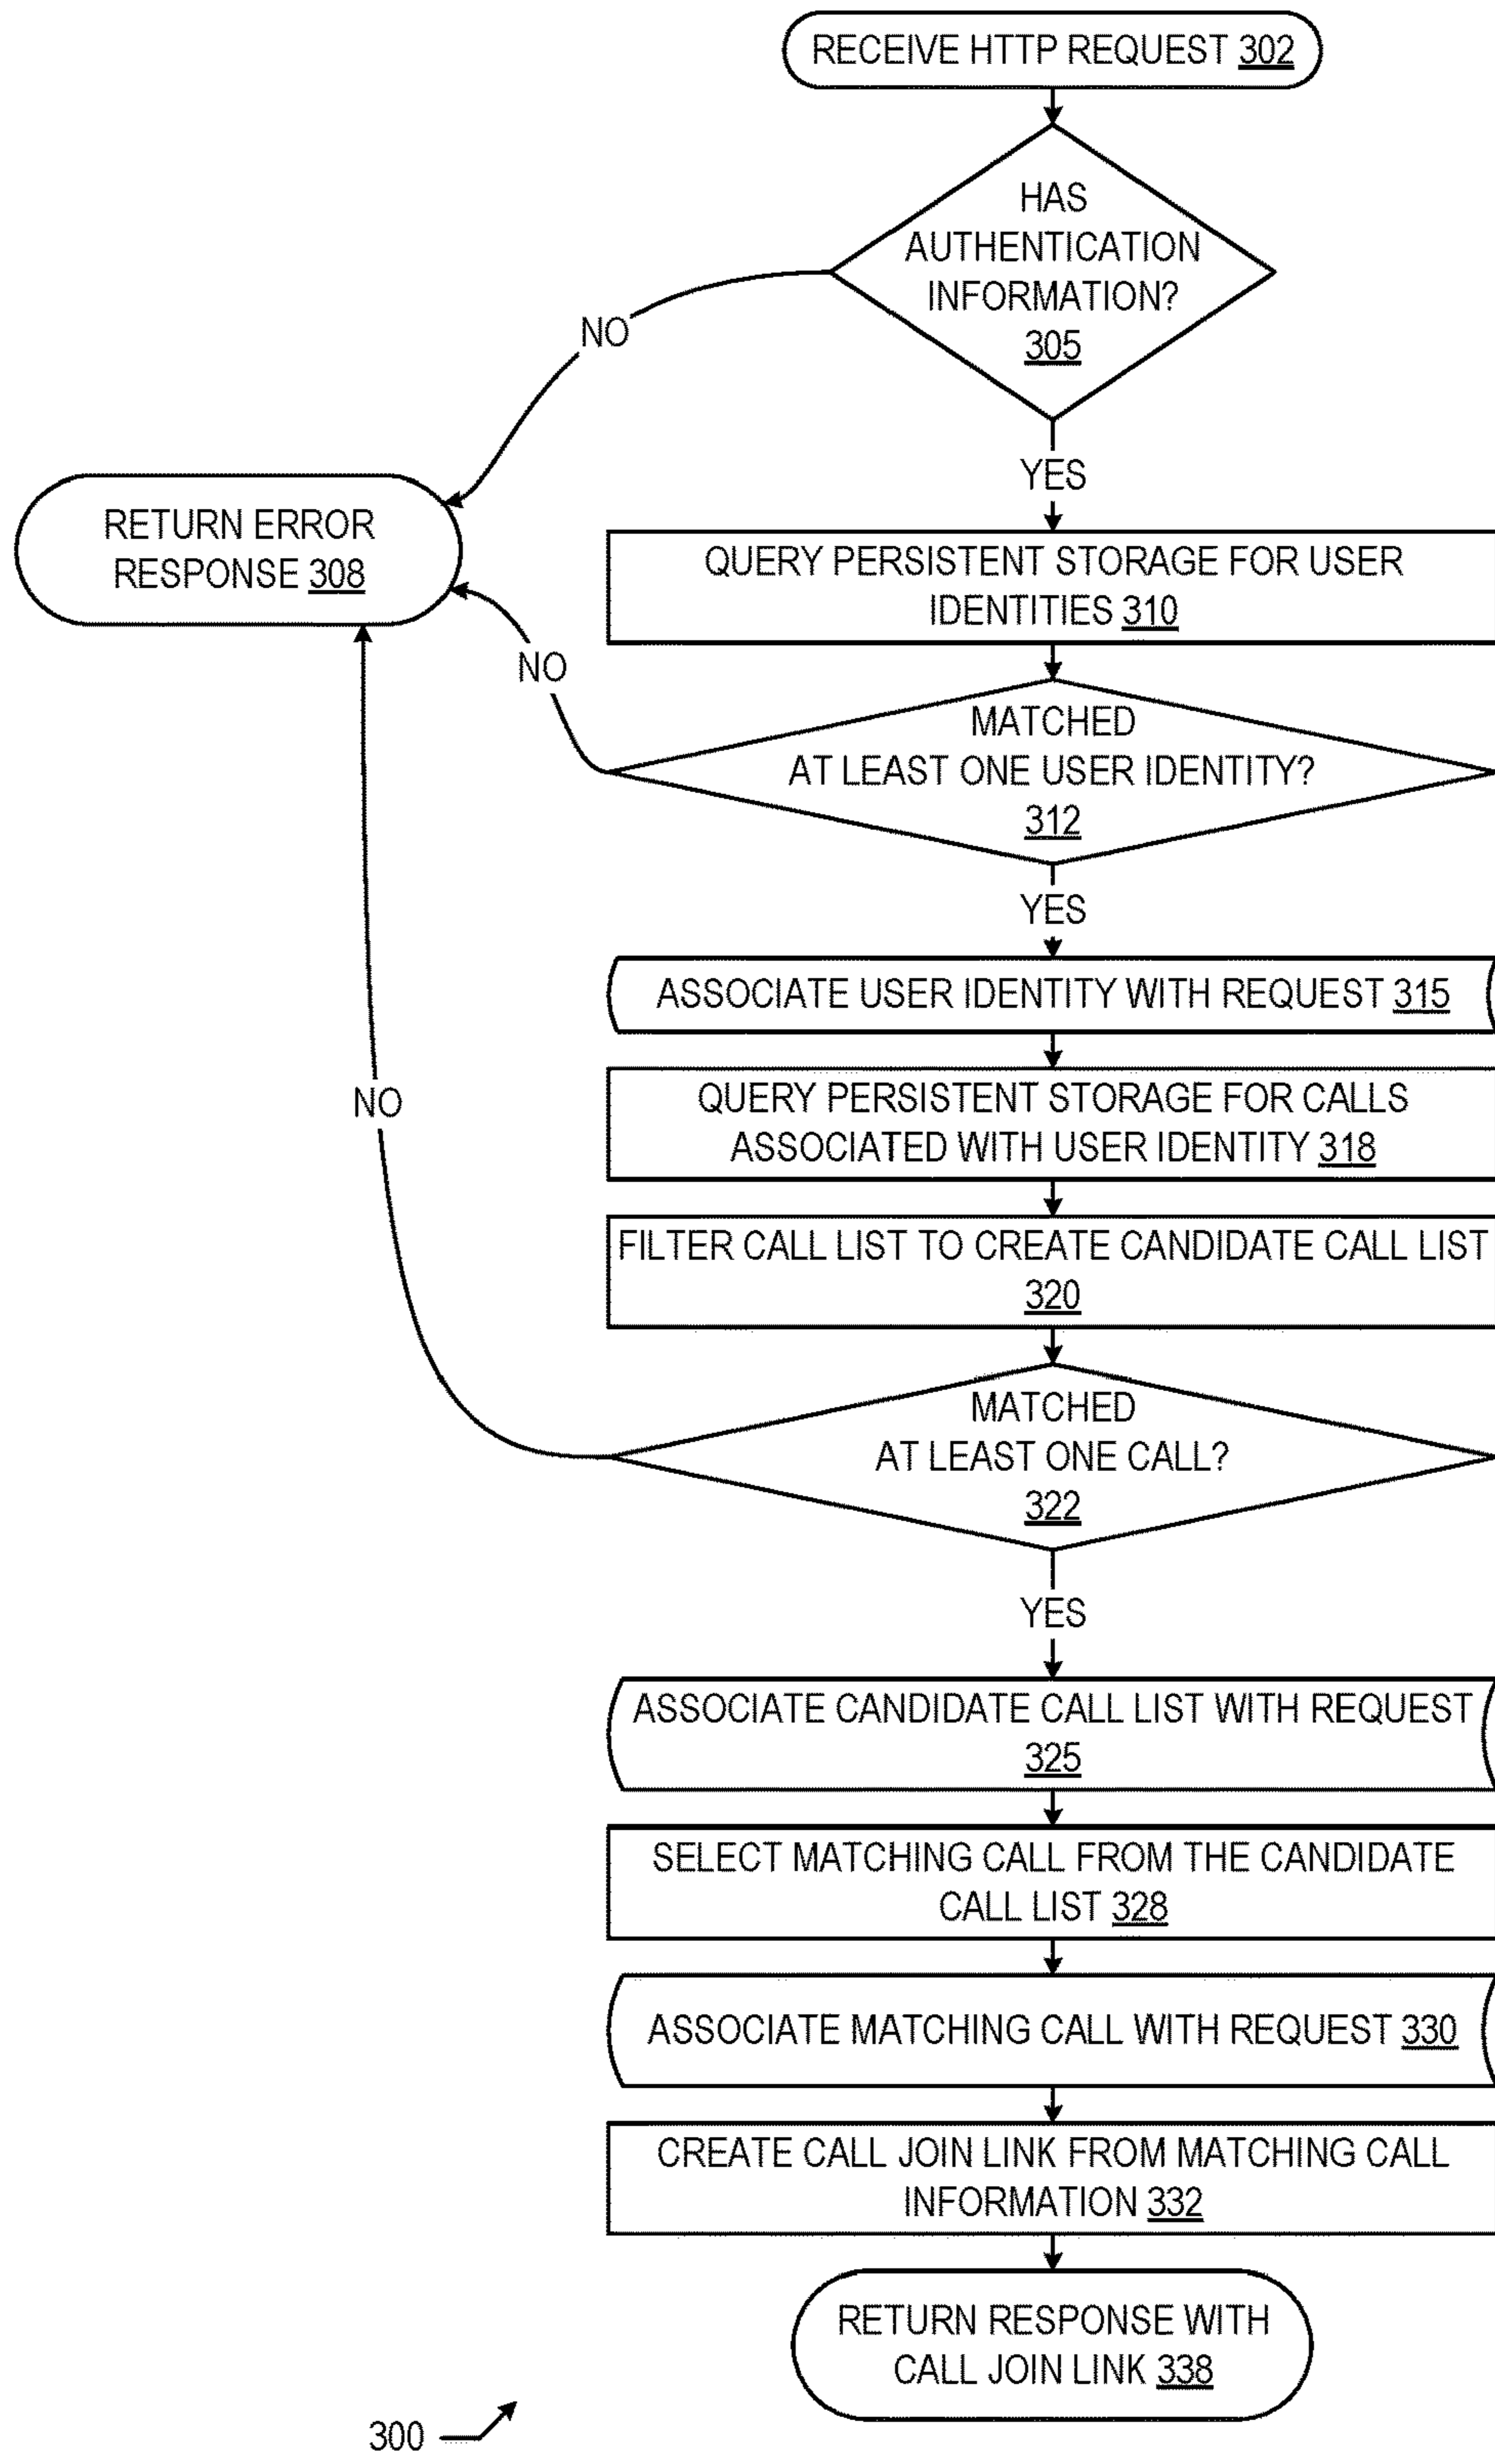 RECEIVE HTTP REQUEST 302
HAS
AUTHENTICATION
INFORMATION?
305
NO
YES
RETURN ERROR
RESPONSE 308
QUERY PERSISTENT STORAGE FOR USER
IDENTITIES 310
NO
MATCHED
AT LEAST ONE USER IDENTITY?
312
YES
ASSOCIATE USER IDENTITY WITH REQUEST 315
QUERY PERSISTENT STORAGE FOR CALLS
ASSOCIATED WITH USER IDENTITY 318
NO
FILTER CALL LIST TO CREATE CANDIDATE CALL LIST
320
MATCHED
AT LEAST ONE CALL?
322
YES
ASSOCIATE CANDIDATE CALL LIST WITH REQUEST
325
SELECT MATCHING CALL FROM THE CANDIDATE
CALL LIST 328
ASSOCIATE MATCHING CALL WITH REQUEST 330
CREATE CALL JOIN LINK FROM MATCHING CALL
INFORMATION 332
RETURN RESPONSE WITH
CALL JOIN LINK 338
300